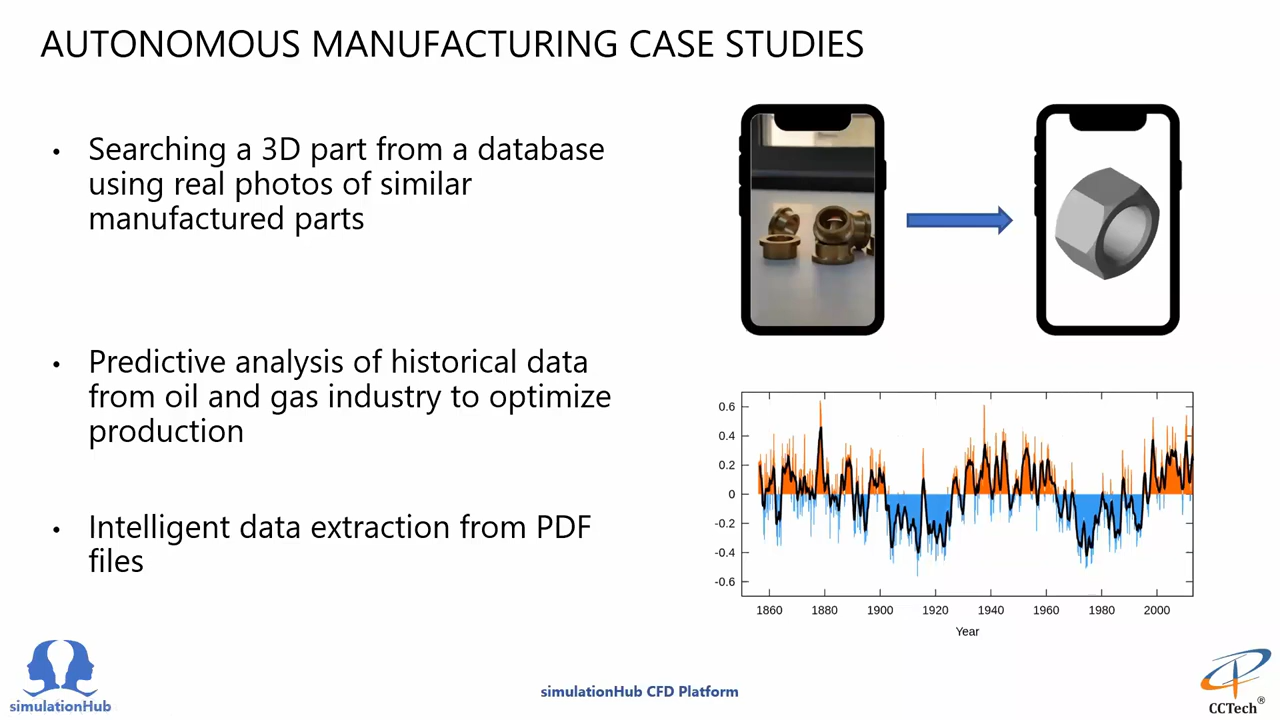 AUTONOMOUS MANUFACTURING CASE STUDIES
• Searching a 3D part from a database
using real photos of similar
manufactured parts
• Predictive analysis of historical data
from oil and gas industry to optimize
production
• Intelligent data extraction from PDF
files
0.6
0.4
0.2
0
-0.2
-0.4
-0.6
1860 1880 1900 1920 1940 1960 1980 2000
Year
simulationHub
simulationHub CFD Platform
CCTech®